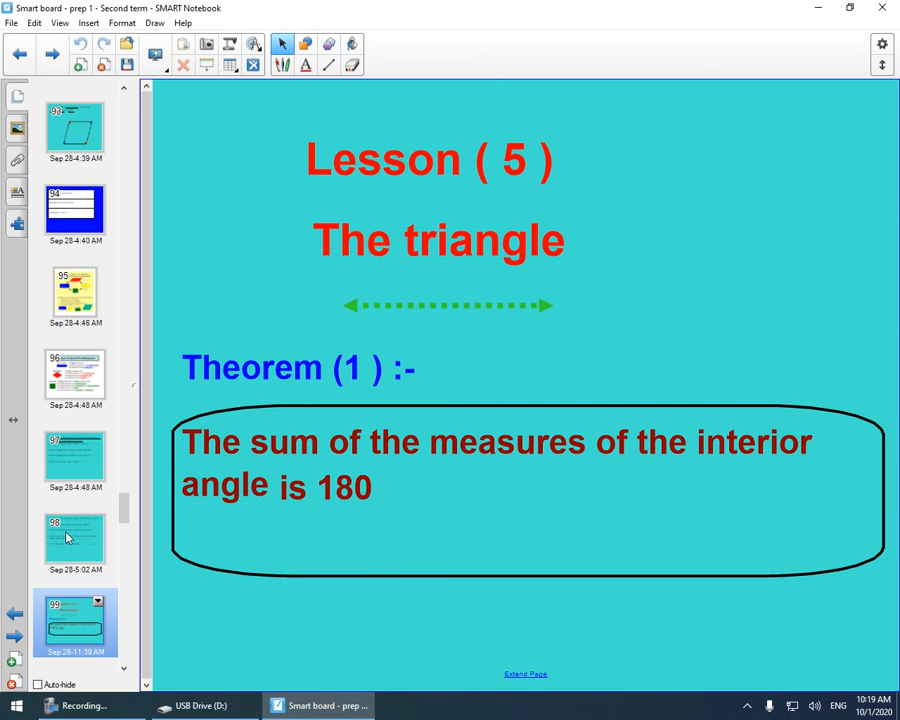 Smart board - prep 1 - Second term - SMART Notebook
File Edit View Insert Format Draw Help
93
Sep 28-4:39 AM
94
Sep 28-4:40 AM
95
Sep 28-4:46 AM
96
Sep 28-4:48 AM
97
Sep 28-4:48 AM
98
Sep 28-5:02 AM
99
Sep 28-11:39 AM
Auto-hide
Lesson ( 5 )
The triangle
Theorem (1 ) :-
The sum of the measures of the interior
angle is 180
Extend Page
Recording...
USB Drive (D:)
Smart board - prep ...
ENG
10:19 AM
10/1/2020